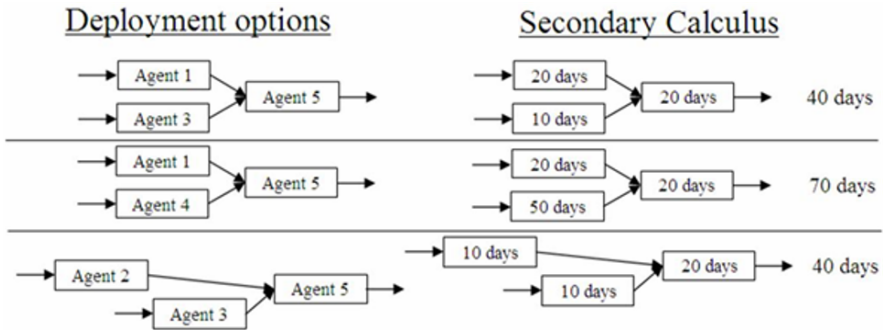 Deployment options
Secondary Calculus
Agent 1
Agent 3
Agent 5
20 days
10 days
20 days
40 days
Agent 1
Agent 4
Agent 5
20 days
50 days
20 days
70 days
Agent 2
Agent 3
Agent 5
10 days
10 days
20 days
40 days